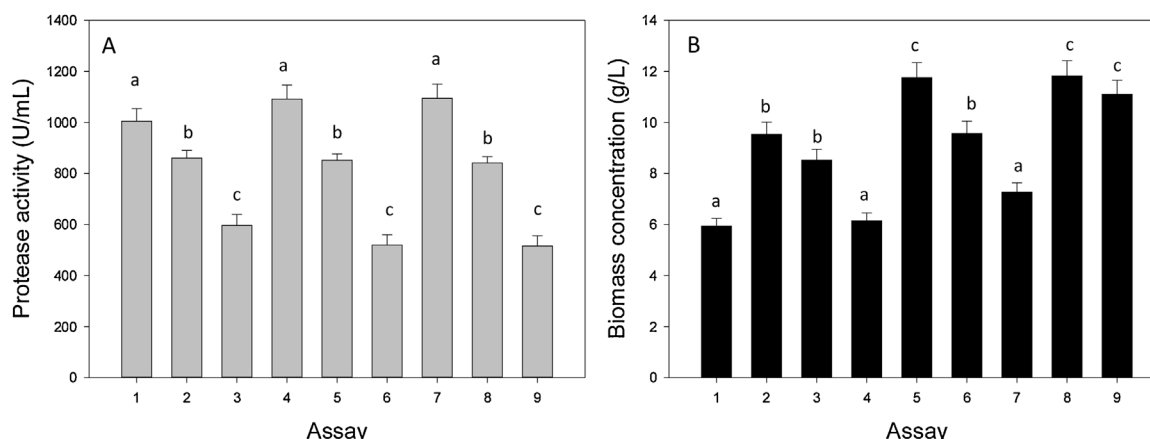 A
Protease activity (U/mL)
1400
1200
1000
800
600
400
200
0
a
b
c
a
b
c
a
b
c
1 2 3 4 5 6 7 8 9
Assay
B
Biomass concentration (g/L)
14
12
10
8
6
4
2
0
a
b
b
a
c
b
a
c
c
1 2 3 4 5 6 7 8 9
Assay